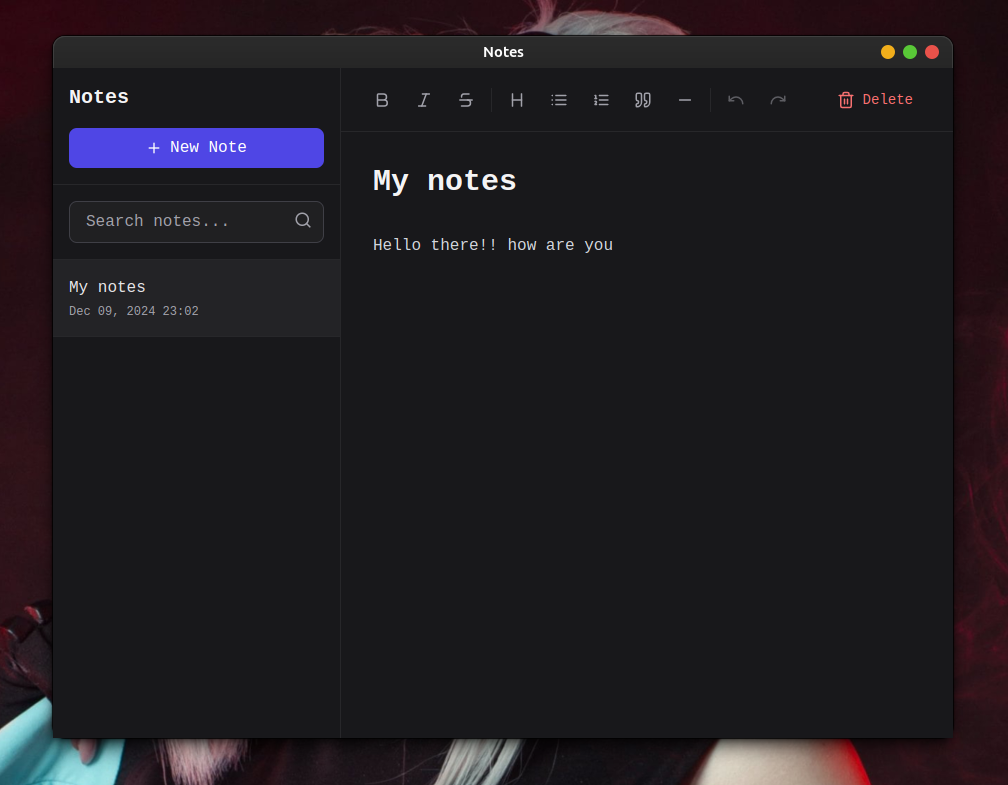 Notes
Notes
+ New Note
Search notes...
My notes
Dec 09, 2024 23:02
B I S H Delete
My notes
Hello there!! how are you